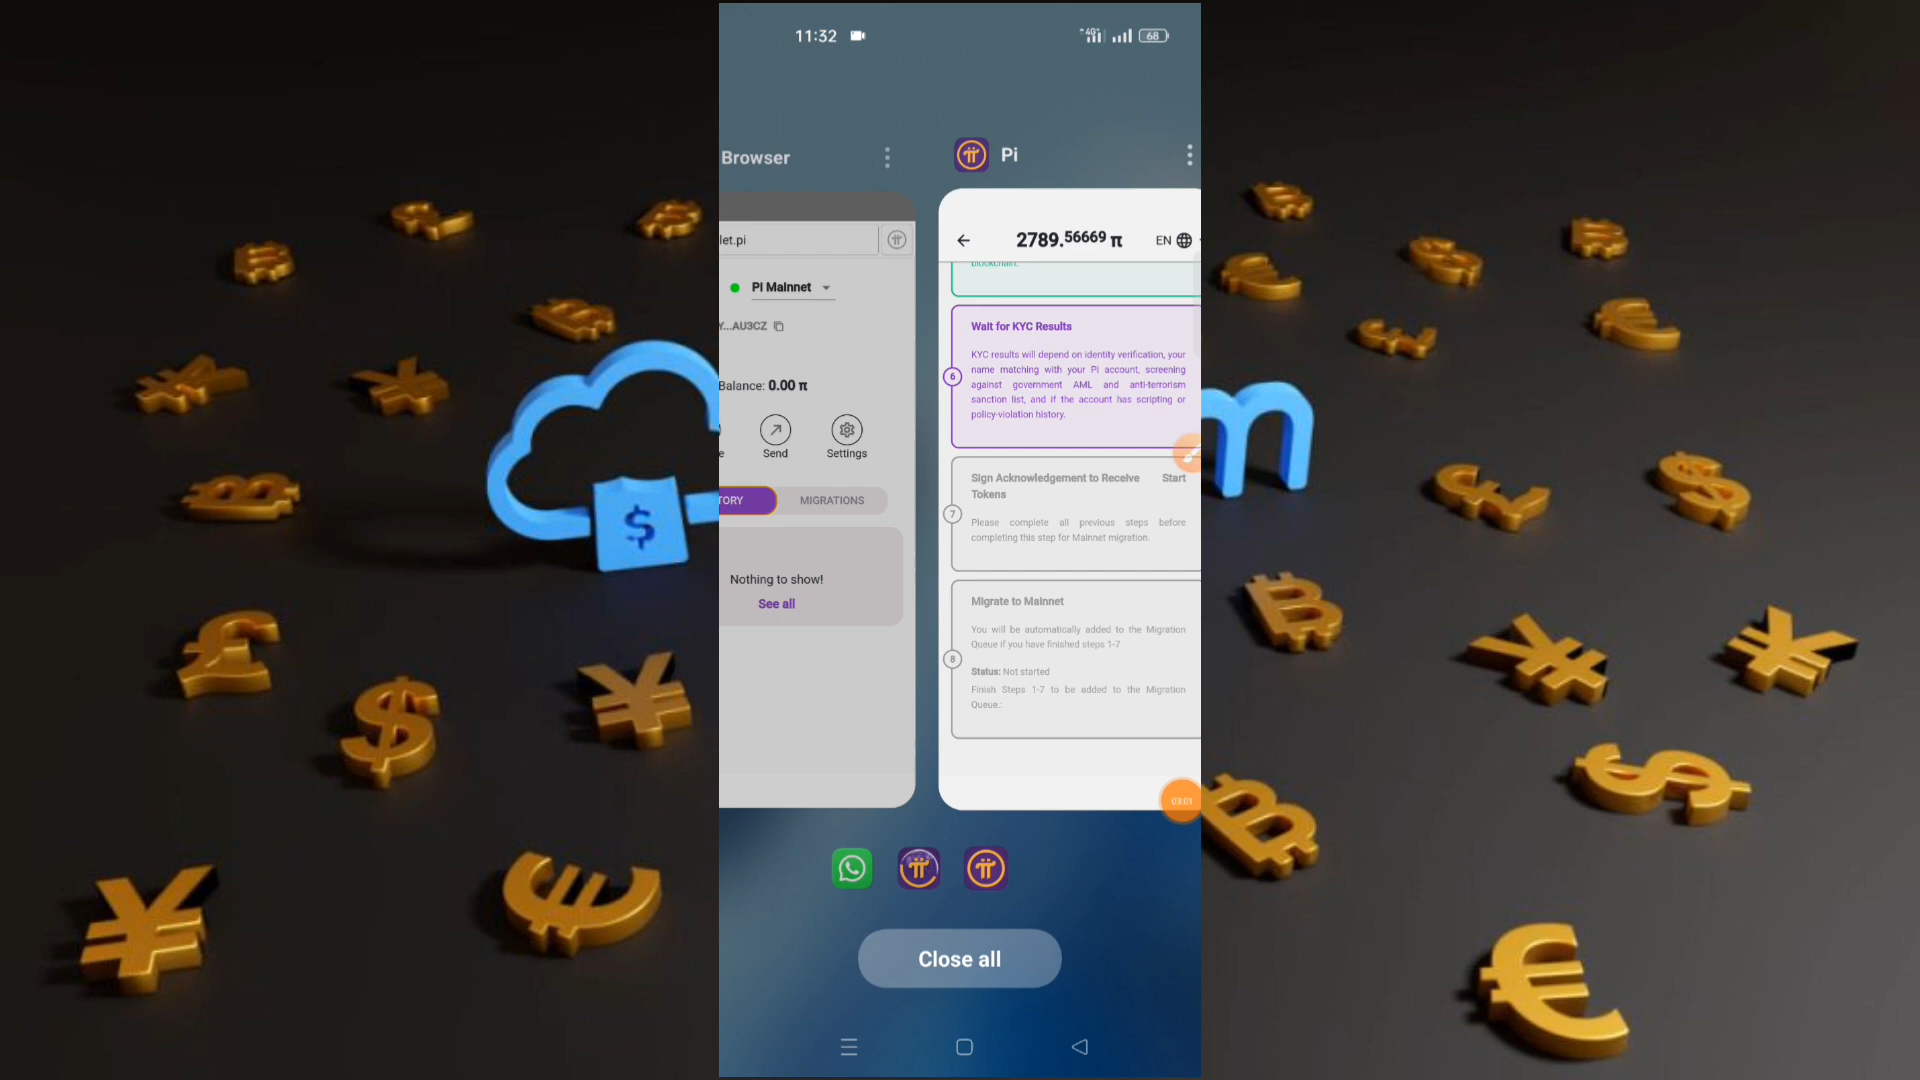 11:32
4G+
68
Browser
Pi
let.pi
2789.56669 π
EN
blockchain.
Pi Mainnet
Y...AU3CZ
Wait for KYC Results
KYC results will depend on identity verification, your
name matching with your Pi account, screening
against government AML and anti-terrorism
sanction list, and if the account has scripting or
policy-violation history.
6
Balance: 0.00 π
e
Send
Settings
TORY
MIGRATIONS
Sign Acknowledgement to Receive Start
Tokens
7
Please complete all previous steps before
completing this step for Mainnet migration.
Nothing to show!
See all
Migrate to Mainnet
You will be automatically added to the Migration
Queue if you have finished steps 1-7
8
Status: Not started
Finish Steps 1-7 to be added to the Migration
Queue.:
03:01
Close all
m
$